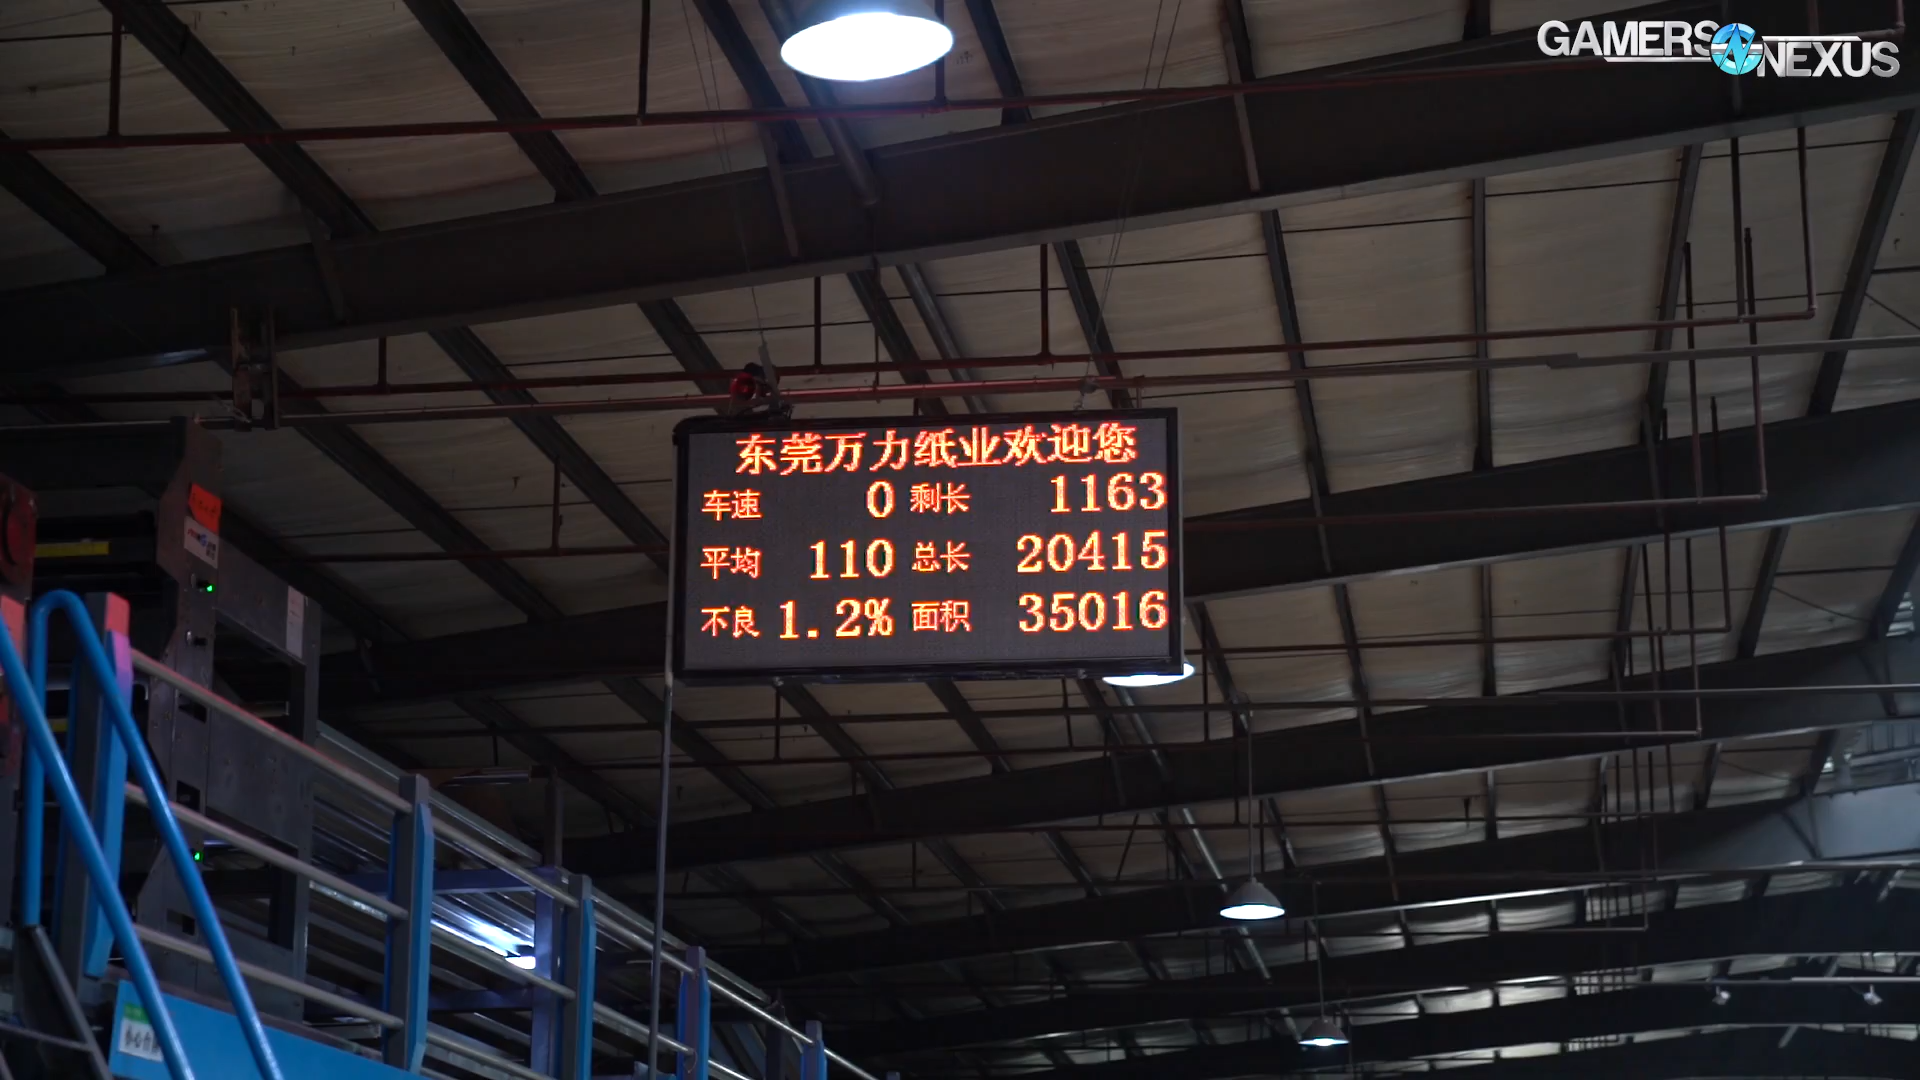 GAMERS NEXUS
东莞万力纸业欢迎您
车速 0 剩长 1163
平均 110 总长 20415
不良 1.2% 面积 35016